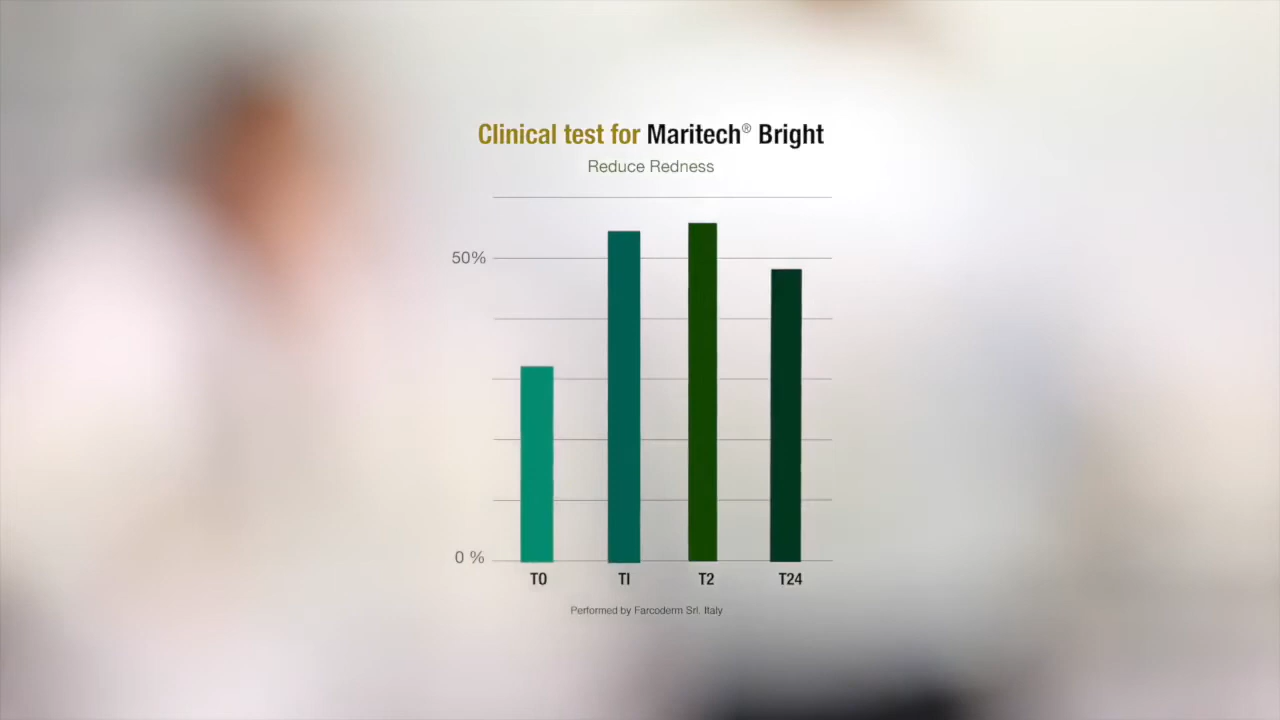 Clinical test for Maritech® Bright
Reduce Redness
50%
0 %
T0 TI T2 T24
Performed by Farcoderm Srl. Italy